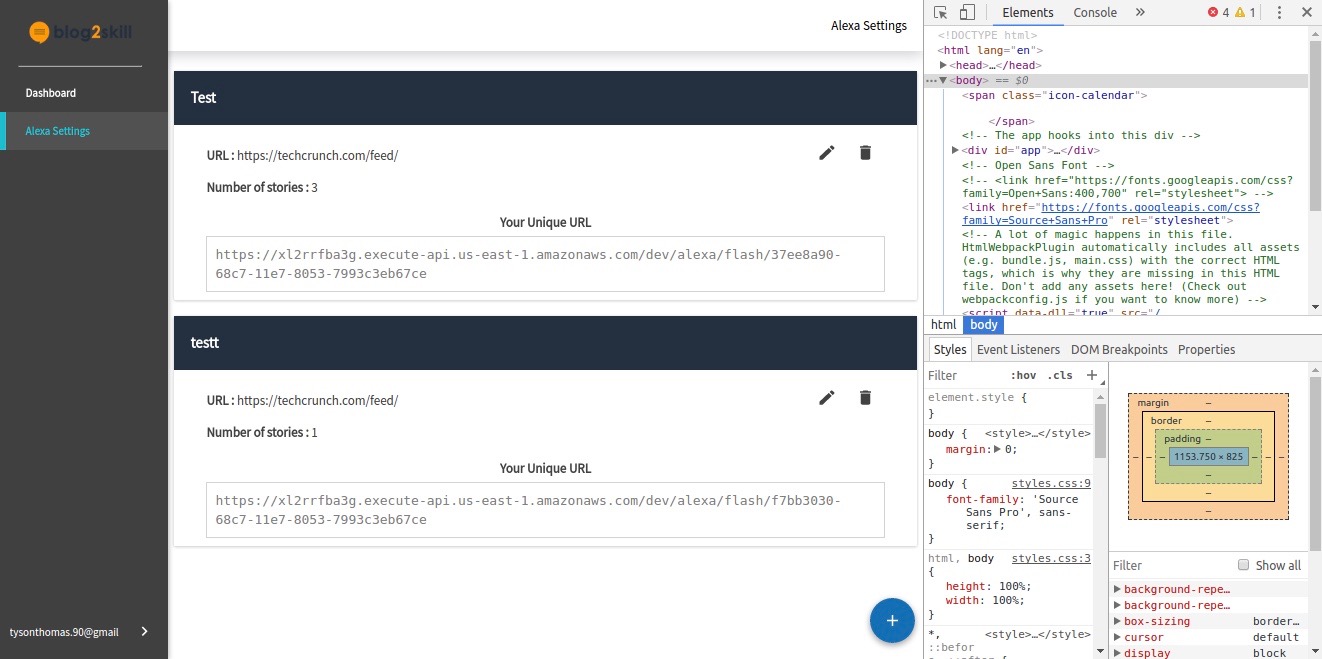 blog2skill
Dashboard
Alexa Settings
tysonthomas.90@gmail
Alexa Settings
Test
URL : https://techcrunch.com/feed/
Number of stories : 3
Your Unique URL
https://xl2rrfba3g.execute-api.us-east-1.amazonaws.com/dev/alexa/flash/37ee8a90-
68c7-11e7-8053-7993c3eb67ce
testt
URL : https://techcrunch.com/feed/
Number of stories : 1
Your Unique URL
https://xl2rrfba3g.execute-api.us-east-1.amazonaws.com/dev/alexa/flash/f7bb3030-
68c7-11e7-8053-7993c3eb67ce
+
Elements Console » 4 1
<!DOCTYPE html>
<html lang="en">
<head>…</head>
…<body> == $0
<span class="icon-calendar">
</span>
<!-- The app hooks into this div -->
<div id="app">…</div>
<!-- Open Sans Font -->
<!-- <link href="https://fonts.googleapis.com/css?
family=Open+Sans:400,700" rel="stylesheet"> -->
<link href="https://fonts.googleapis.com/css?
family=Source+Sans+Pro" rel="stylesheet">
<!-- A lot of magic happens in this file.
HtmlWebpackPlugin automatically includes all assets
(e.g. bundle.js, main.css) with the correct HTML
tags, which is why they are missing in this HTML
file. Don't add any assets here! (Check out
webpackconfig.js if you want to know more) -->
<script data-dll="true" src="/
html body
Styles Event Listeners DOM Breakpoints Properties
Filter :hov .cls +
element.style {
}
body { <style>…</style>
margin: 0;
}
body { styles.css:9
font-family: 'Source
Sans Pro', sans-
serif;
}
html, body styles.css:3
{
height: 100%;
width: 100%;
}
*, <style>…</style>
::befor
margin –
border –
padding –
– – – 1153.750 × 825 – – –
–
–
–
Filter Show all
background-repe…
background-repe…
box-sizing border…
cursor default
display block